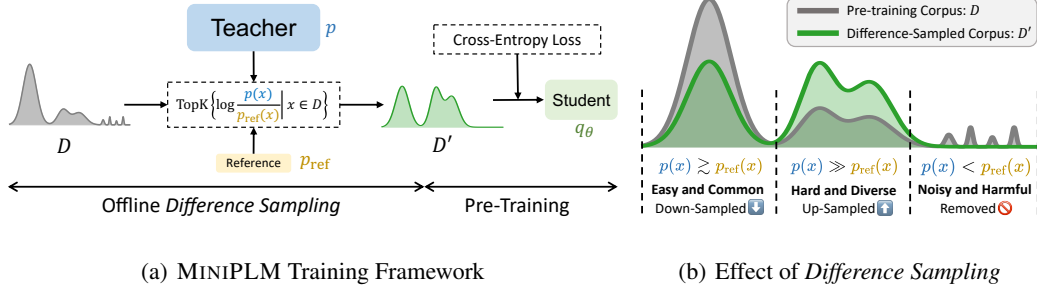 Teacher p
Cross-Entropy Loss
TopK{log p(x)/p_ref(x) | x ∈ D}
Student
q_θ
D
D′
Reference p_ref
Offline Difference Sampling
Pre-Training
(a) MINIPLM Training Framework
Pre-training Corpus: D
Difference-Sampled Corpus: D′
p(x) ≳ p_ref(x)
Easy and Common
Down-Sampled
p(x) ≫ p_ref(x)
Hard and Diverse
Up-Sampled
p(x) < p_ref(x)
Noisy and Harmful
Removed
(b) Effect of Difference Sampling